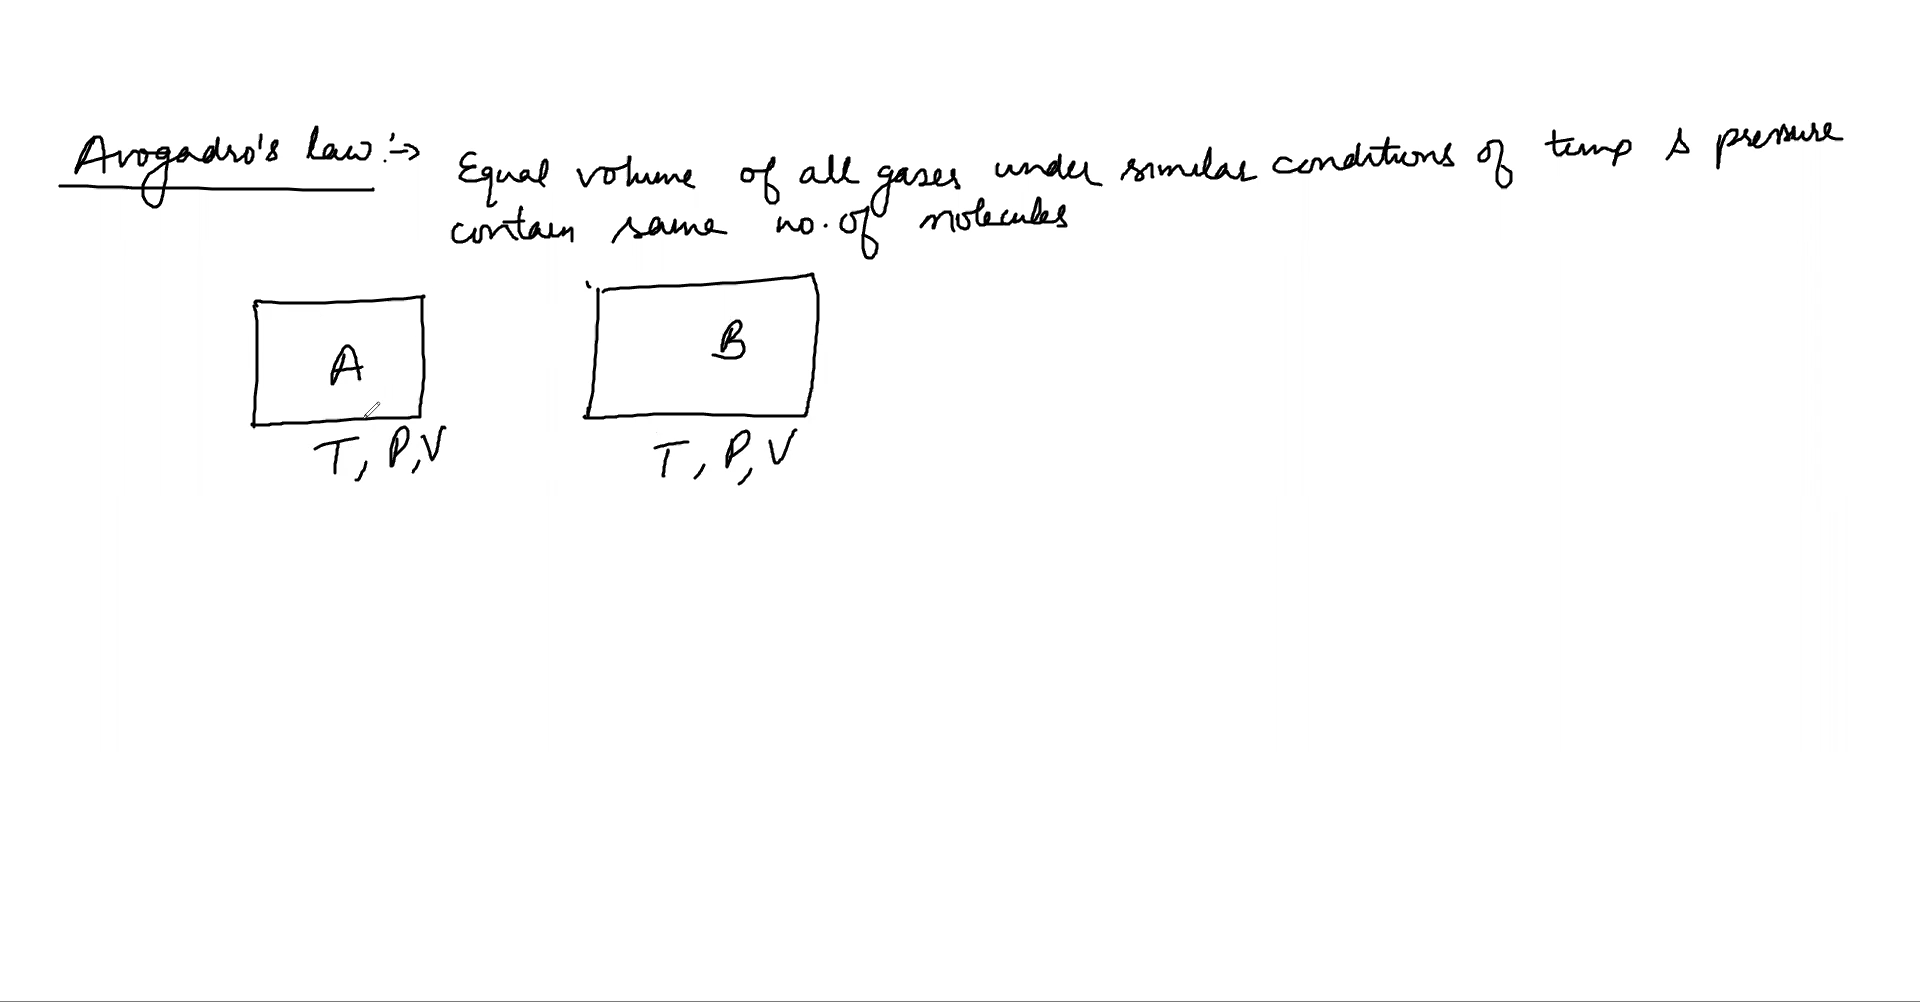 Avogadro's law :→ Equal volume of all gases under similar conditions of temp & pressure
contain same no. of molecules
A B
T, P, V T, P, V